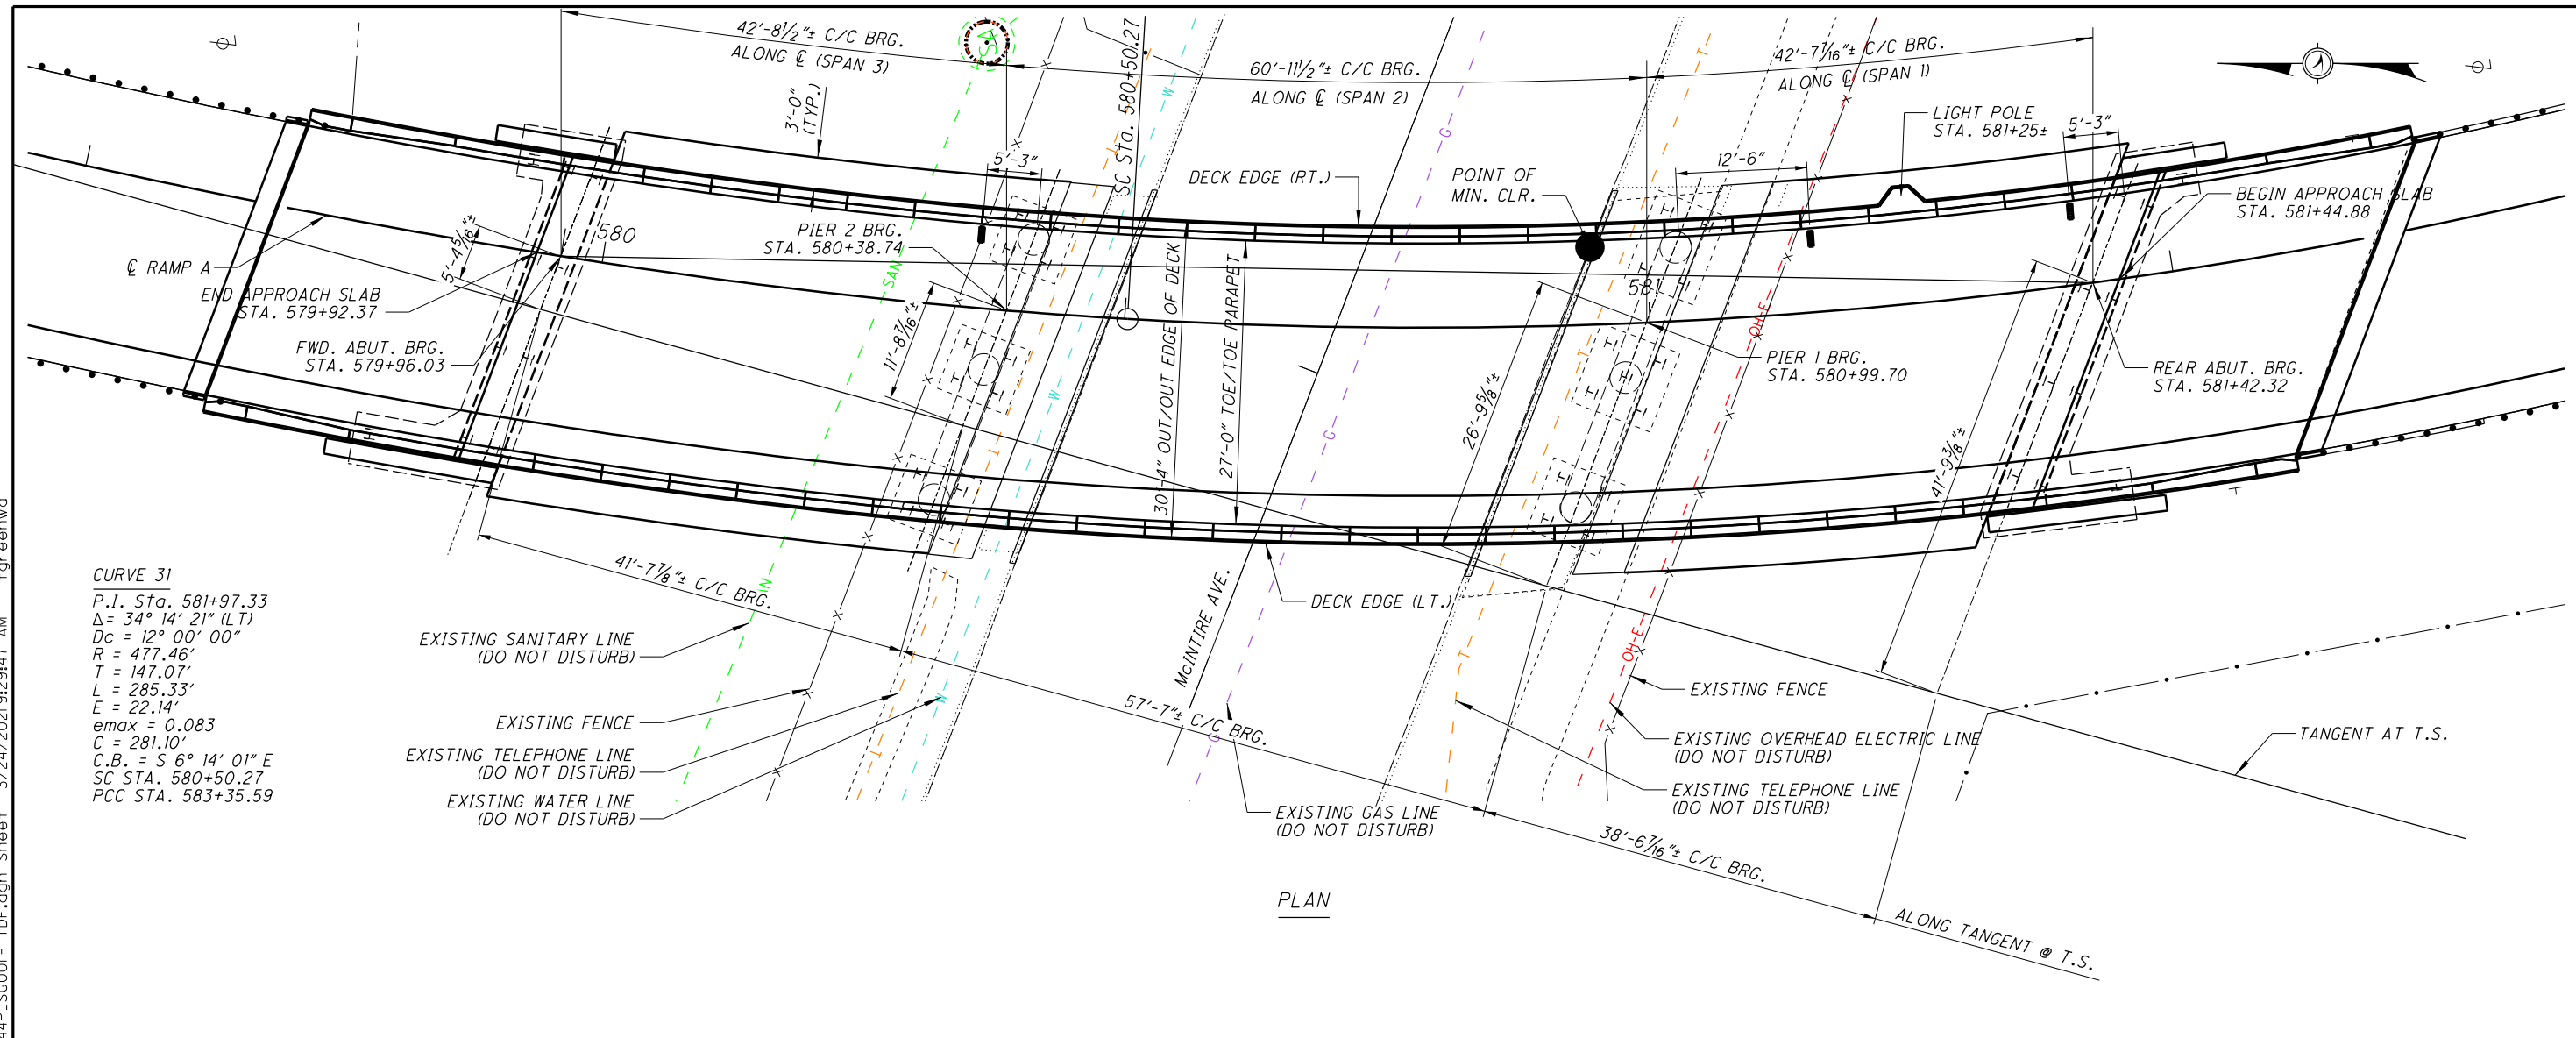 42'-8½"± C/C BRG.
ALONG ℄ (SPAN 3)
SA
SC Sta. 580+50.27
60'-11½"± C/C BRG.
ALONG ℄ (SPAN 2)
42'-7⁷⁄₁₆"± C/C BRG.
ALONG ℄ (SPAN 1)
3'-0"
(TYP.)
5'-3"
DECK EDGE (RT.)
POINT OF
MIN. CLR.
12'-6"
LIGHT POLE
STA. 581+25±
5'-3"
BEGIN APPROACH SLAB
STA. 581+44.88
PIER 2 BRG.
STA. 580+38.74
580
581
℄ RAMP A
5'-4⁵⁄₁₆"±
END APPROACH SLAB
STA. 579+92.37
FWD. ABUT. BRG.
STA. 579+96.03
SAN
11'-8⁷⁄₁₆"±
30'-4" OUT/OUT EDGE OF DECK
27'-0" TOE/TOE PARAPET
26'-9⅝"±
PIER 1 BRG.
STA. 580+99.70
REAR ABUT. BRG.
STA. 581+42.32
41'-9⅜"±
OH-E
W
W
W
T
T
T
T
T
T
G
G
G
OH-E
CURVE 31
P.I. Sta. 581+97.33
Δ = 34° 14' 21" (LT)
Dc = 12° 00' 00"
R = 477.46'
T = 147.07'
L = 285.33'
E = 22.14'
emax = 0.083
C = 281.10'
C.B. = S 6° 14' 01" E
SC STA. 580+50.27
PCC STA. 583+35.59
41'-7⅞"± C/C BRG.
EXISTING SANITARY LINE
(DO NOT DISTURB)
EXISTING FENCE
EXISTING TELEPHONE LINE
(DO NOT DISTURB)
EXISTING WATER LINE
(DO NOT DISTURB)
McINTIRE AVE.
DECK EDGE (LT.)
57'-7"± C/C BRG.
EXISTING GAS LINE
(DO NOT DISTURB)
EXISTING FENCE
EXISTING OVERHEAD ELECTRIC LINE
(DO NOT DISTURB)
EXISTING TELEPHONE LINE
(DO NOT DISTURB)
TANGENT AT T.S.
38'-6⁷⁄₁₆"± C/C BRG.
ALONG TANGENT @ T.S.
PLAN